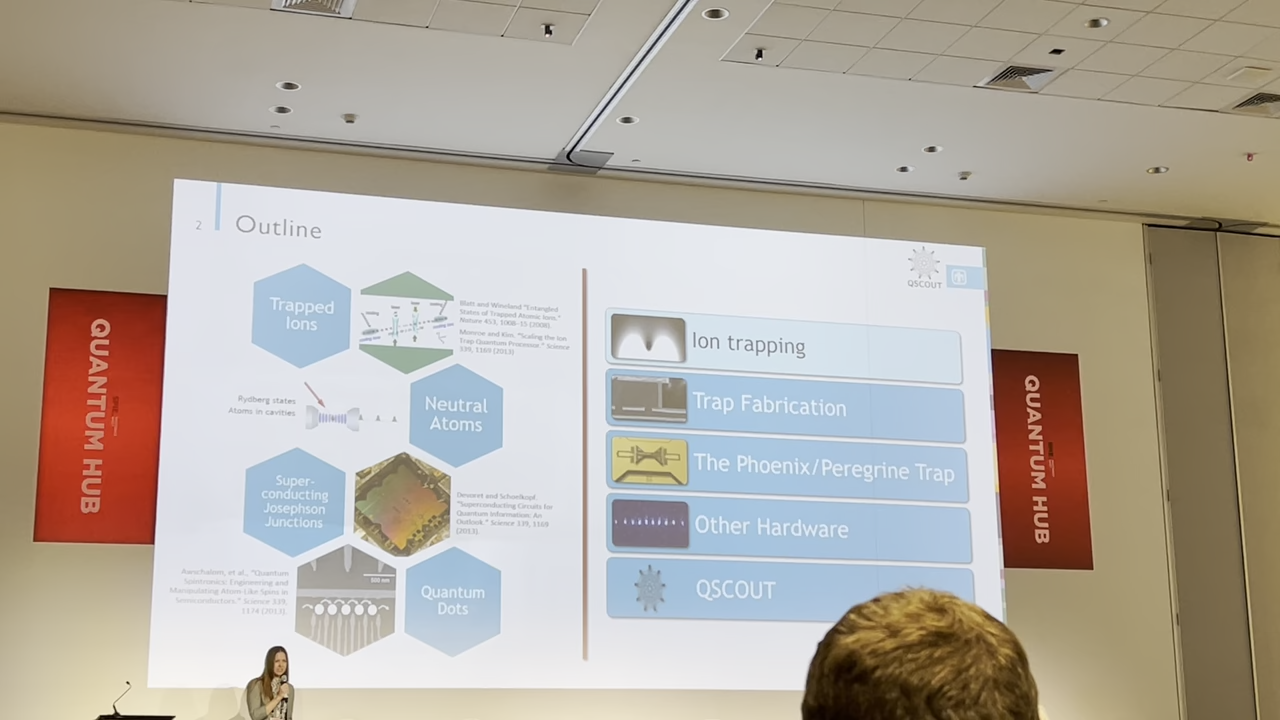 2
Outline
QSCOUT
Trapped
Ions
Blatt and Wineland "Entangled
States of Trapped Atomic Ions,"
Nature 453, 1008-15 (2008).
Monroe and Kim. "Scaling the Ion
Trap Quantum Processor." Science
339, 1169 (2013)
Rydberg states
Atoms in cavities
Neutral
Atoms
Super-
conducting
Josephson
Junctions
Devoret and Schoelkopf.
"Superconducting Circuits for
Quantum Information: An
Outlook." Science 339, 1169
(2013).
Awschalom, et al., "Quantum
Spintronics: Engineering and
Manipulating Atom-Like Spins in
Semiconductors." Science 339,
1174 (2013).
500 nm
Quantum
Dots
Ion trapping
Trap Fabrication
The Phoenix/Peregrine Trap
Other Hardware
QSCOUT
QUANTUM HUB
QUANTUM HUB